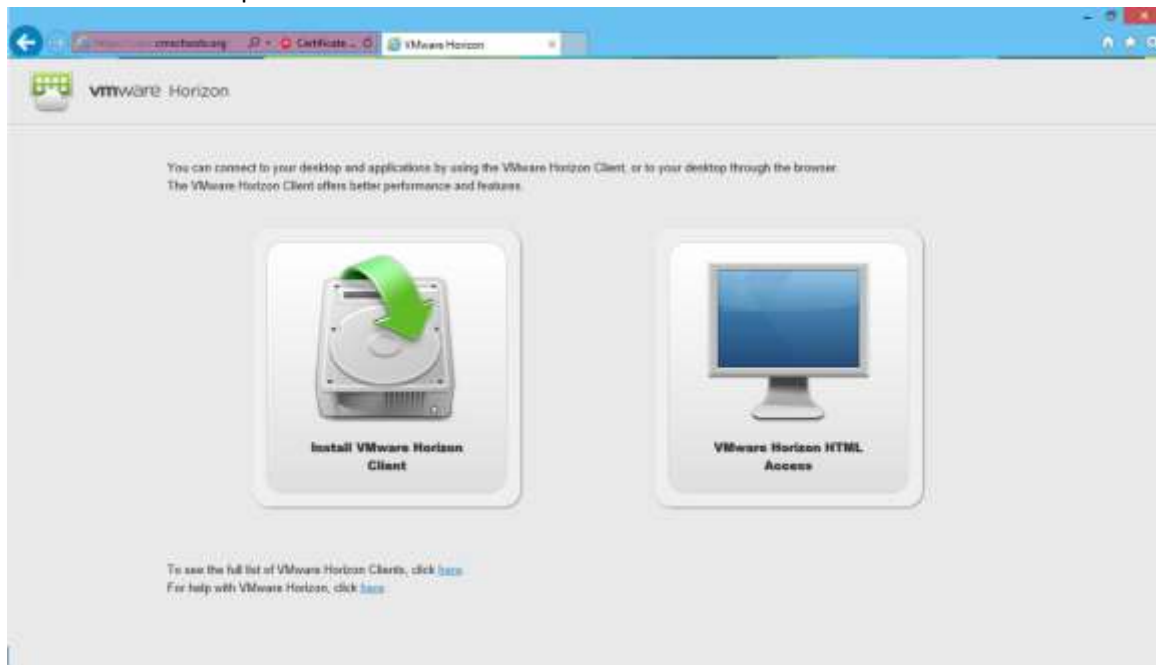 Certificate ...
VMware Horizon
vmware Horizon
You can connect to your desktop and applications by using the VMware Horizon Client, or to your desktop through the browser.
The VMware Horizon Client offers better performance and features.
Install VMware Horizon
Client
VMware Horizon HTML
Access
To see the full list of VMware Horizon Clients, click here.
For help with VMware Horizon, click here.